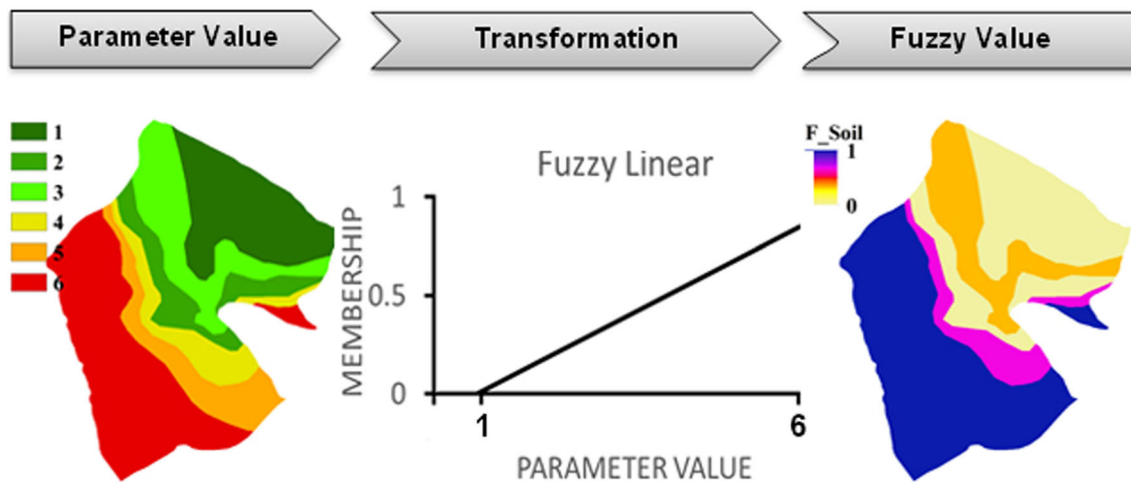 Parameter Value
Transformation
Fuzzy Value
1
2
3
4
5
6
Fuzzy Linear
MEMBERSHIP
1
0.5
0
1
6
PARAMETER VALUE
F_Soil
1
0